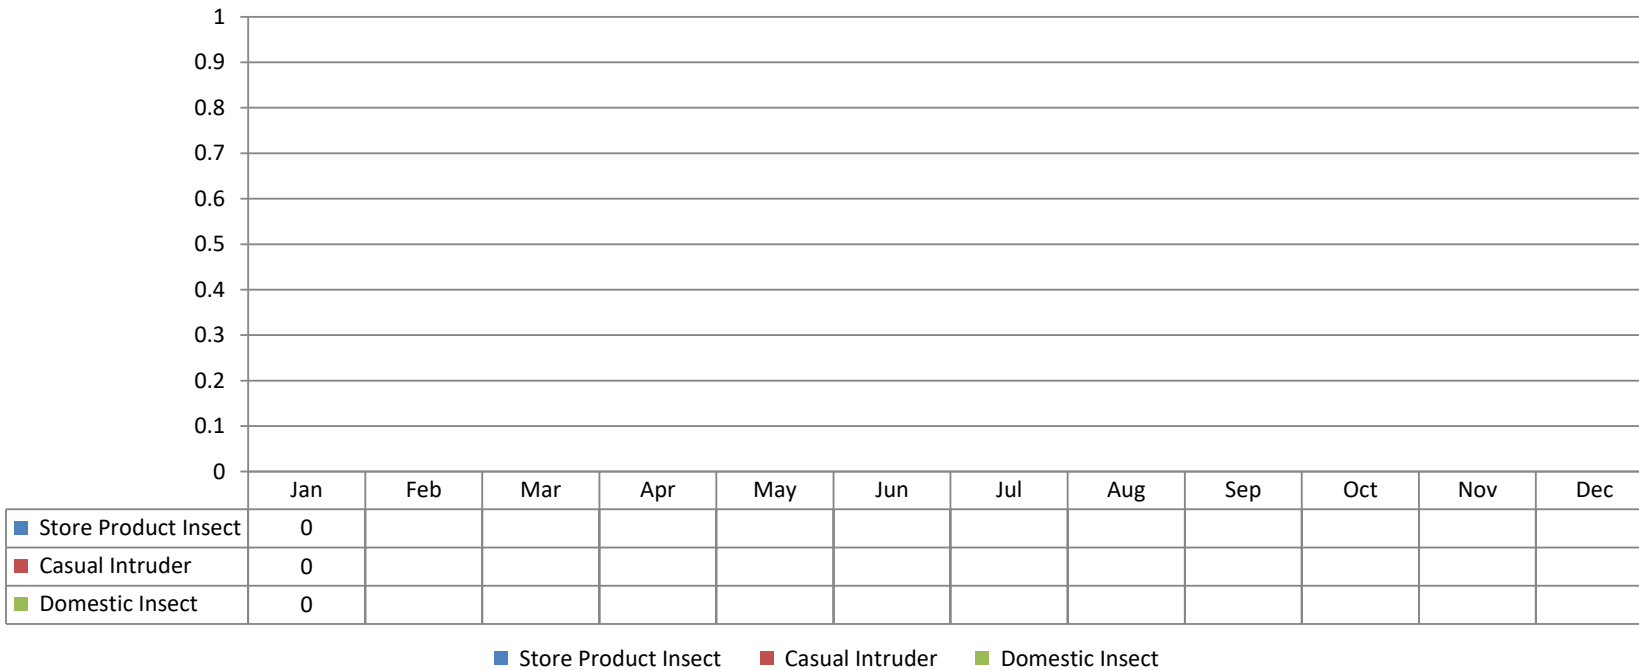 1
0.9
0.8
0.7
0.6
0.5
0.4
0.3
0.2
0.1
0
Jan Feb Mar Apr May Jun Jul Aug Sep Oct Nov Dec
Store Product Insect 0
Casual Intruder 0
Domestic Insect 0
Store Product Insect Casual Intruder Domestic Insect